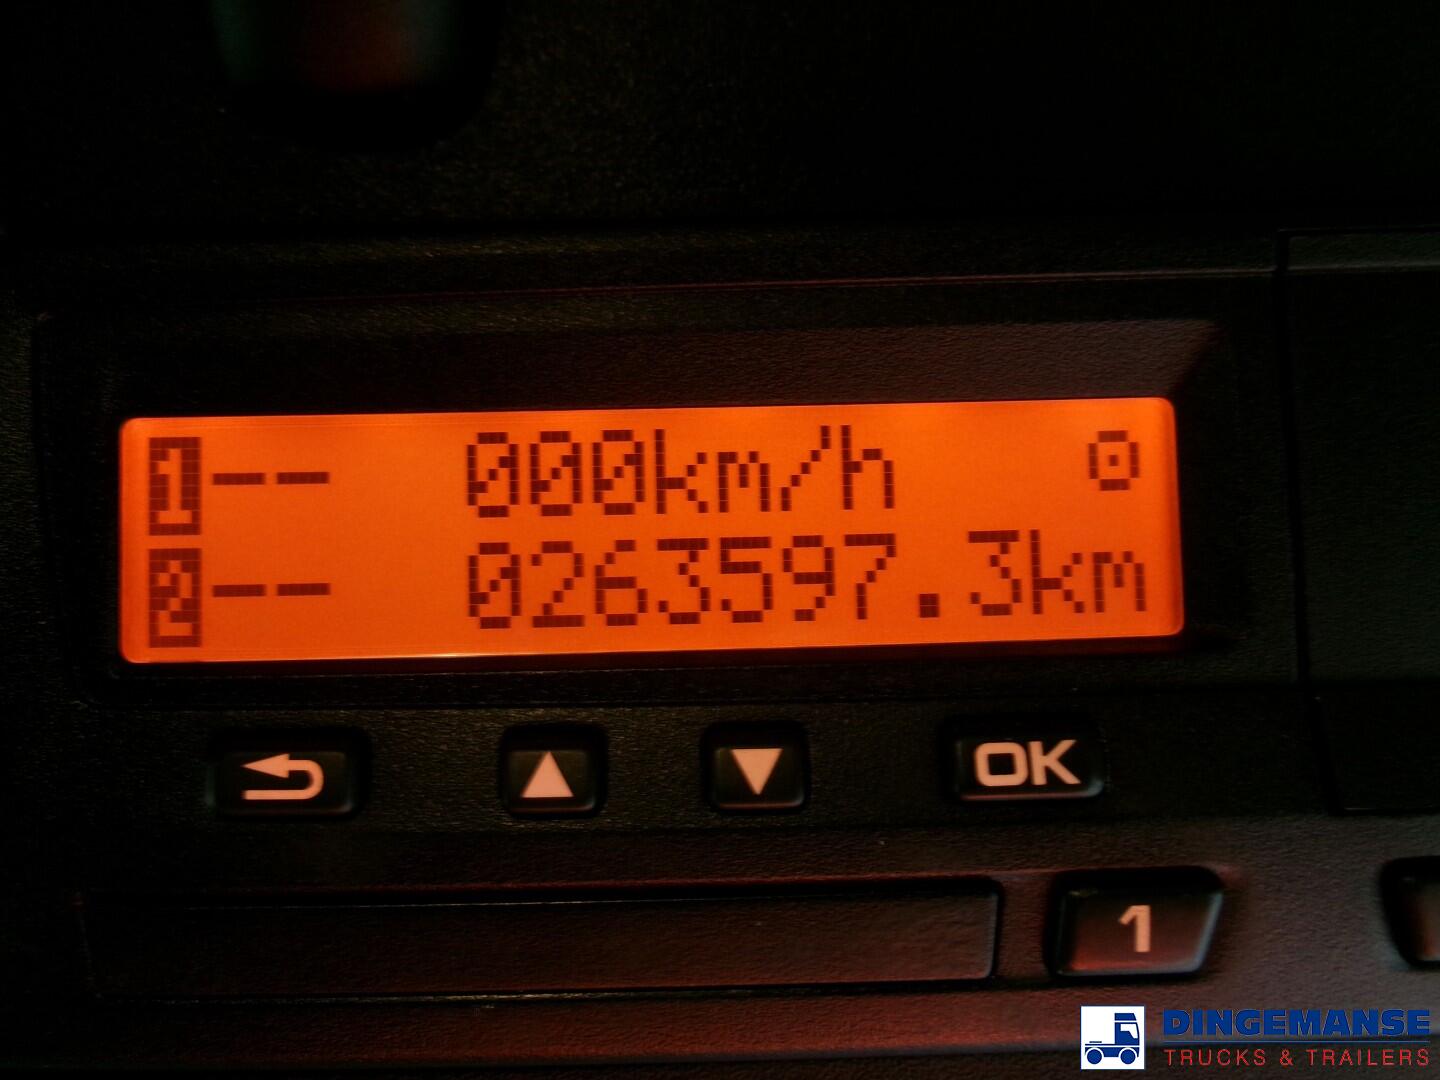 1 -- 000km/h
2 -- 0263597.3km
OK
1
DINGEMANSE
TRUCKS & TRAILERS